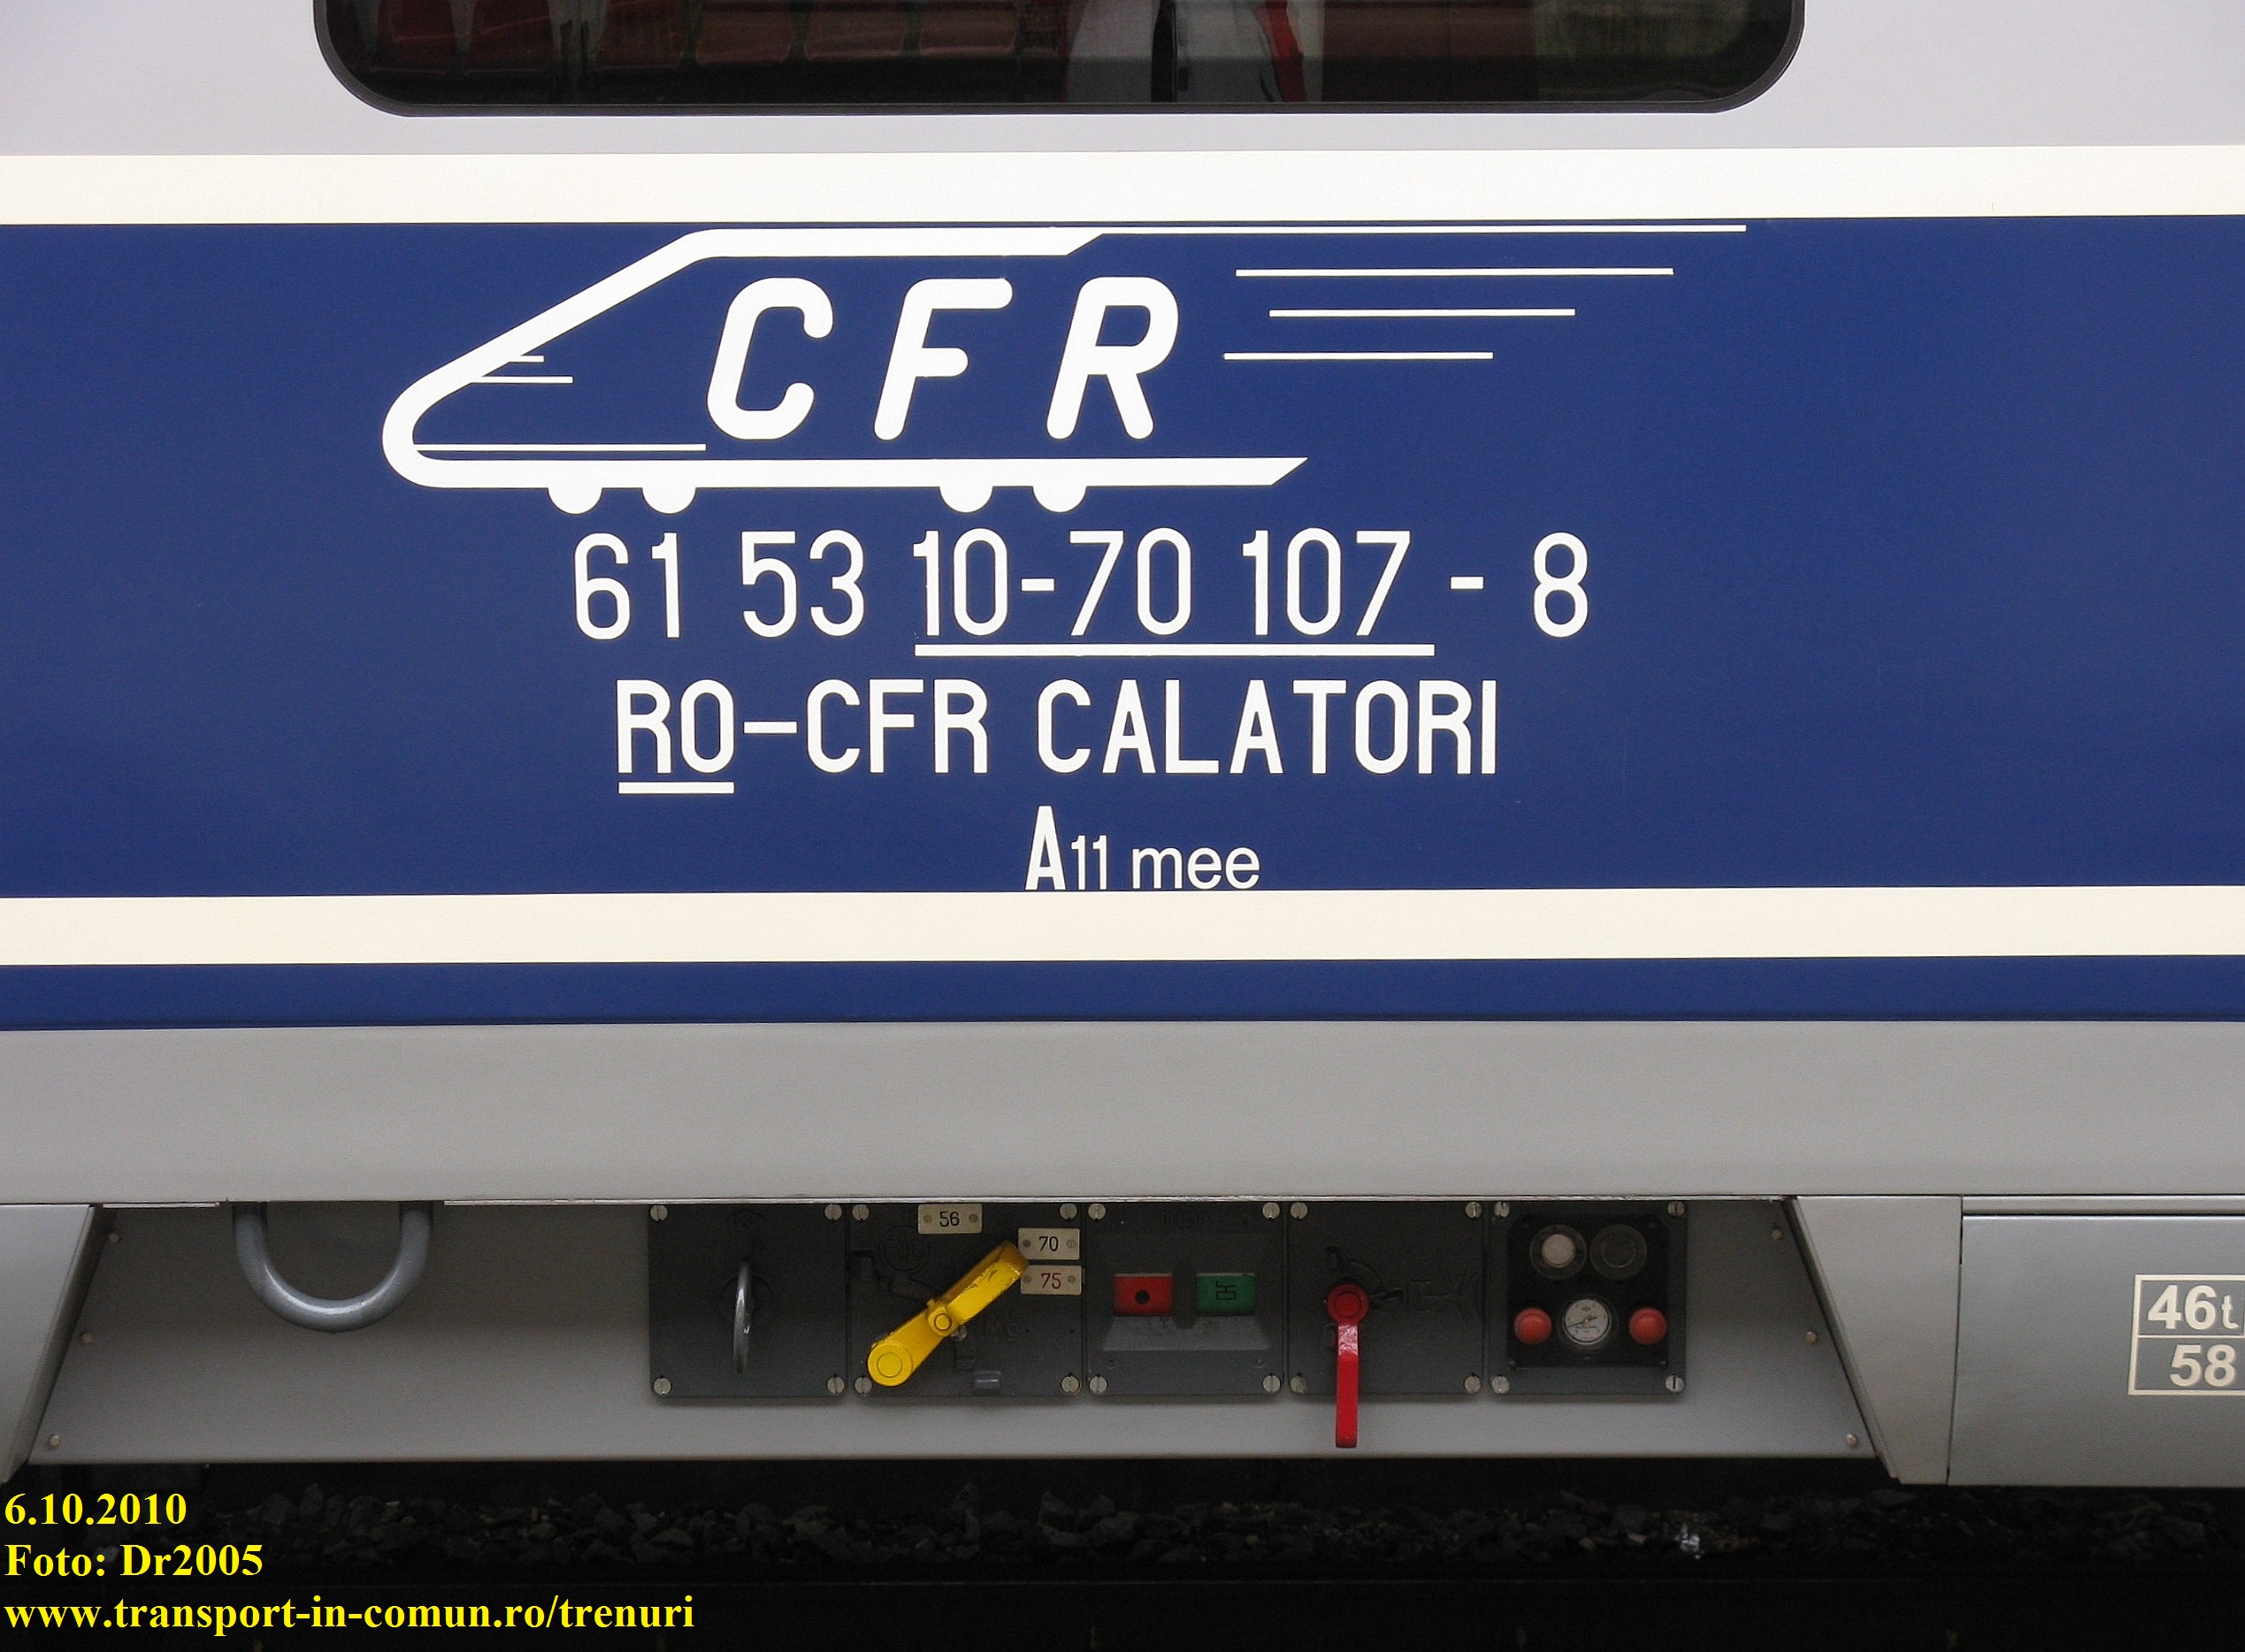 CFR
61 53 10-70 107 - 8
RO-CFR CALATORI
A11 mee
56
70
75
46t
58
6.10.2010
Foto: Dr2005
www.transport-in-comun.ro/trenuri